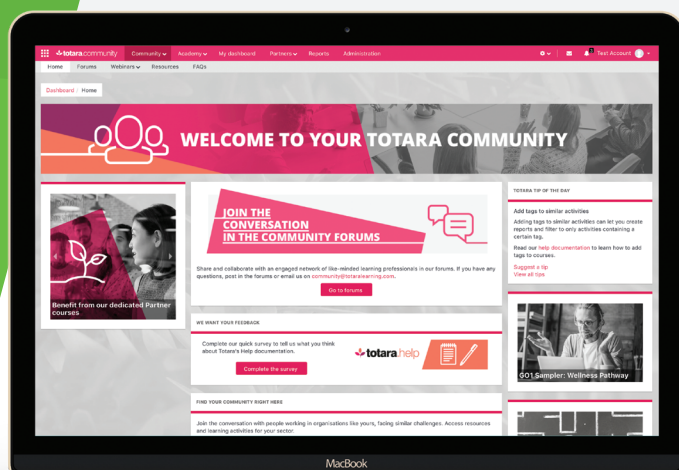 totara.community
Community
Academy
My dashboard
Partners
Reports
Administration
Test Account
Home
Forums
Webinars
Resources
FAQs
Dashboard / Home
WELCOME TO YOUR TOTARA COMMUNITY
Benefit from our dedicated Partner
courses
JOIN THE
CONVERSATION
IN THE COMMUNITY FORUMS
Share and collaborate with an engaged network of like-minded learning professionals in our forums. If you have any
questions, post in the forums or email us on community@totaralearning.com.
Go to forums
WE WANT YOUR FEEDBACK
Complete our quick survey to tell us what you think
about Totara's Help documentation.
Complete the survey
totara.help
FIND YOUR COMMUNITY RIGHT HERE
Join the conversation with people working in organisations like yours, facing similar challenges. Access resources
and learning activities for your sector.
TOTARA TIP OF THE DAY
Add tags to similar activities
Adding tags to similar activities can let you create
reports and filter to only activities containing a
certain tag.
Read our help documentation to learn how to add
tags to courses.
Suggest a tip
View all tips
GO1 Sampler: Wellness Pathway
MacBook